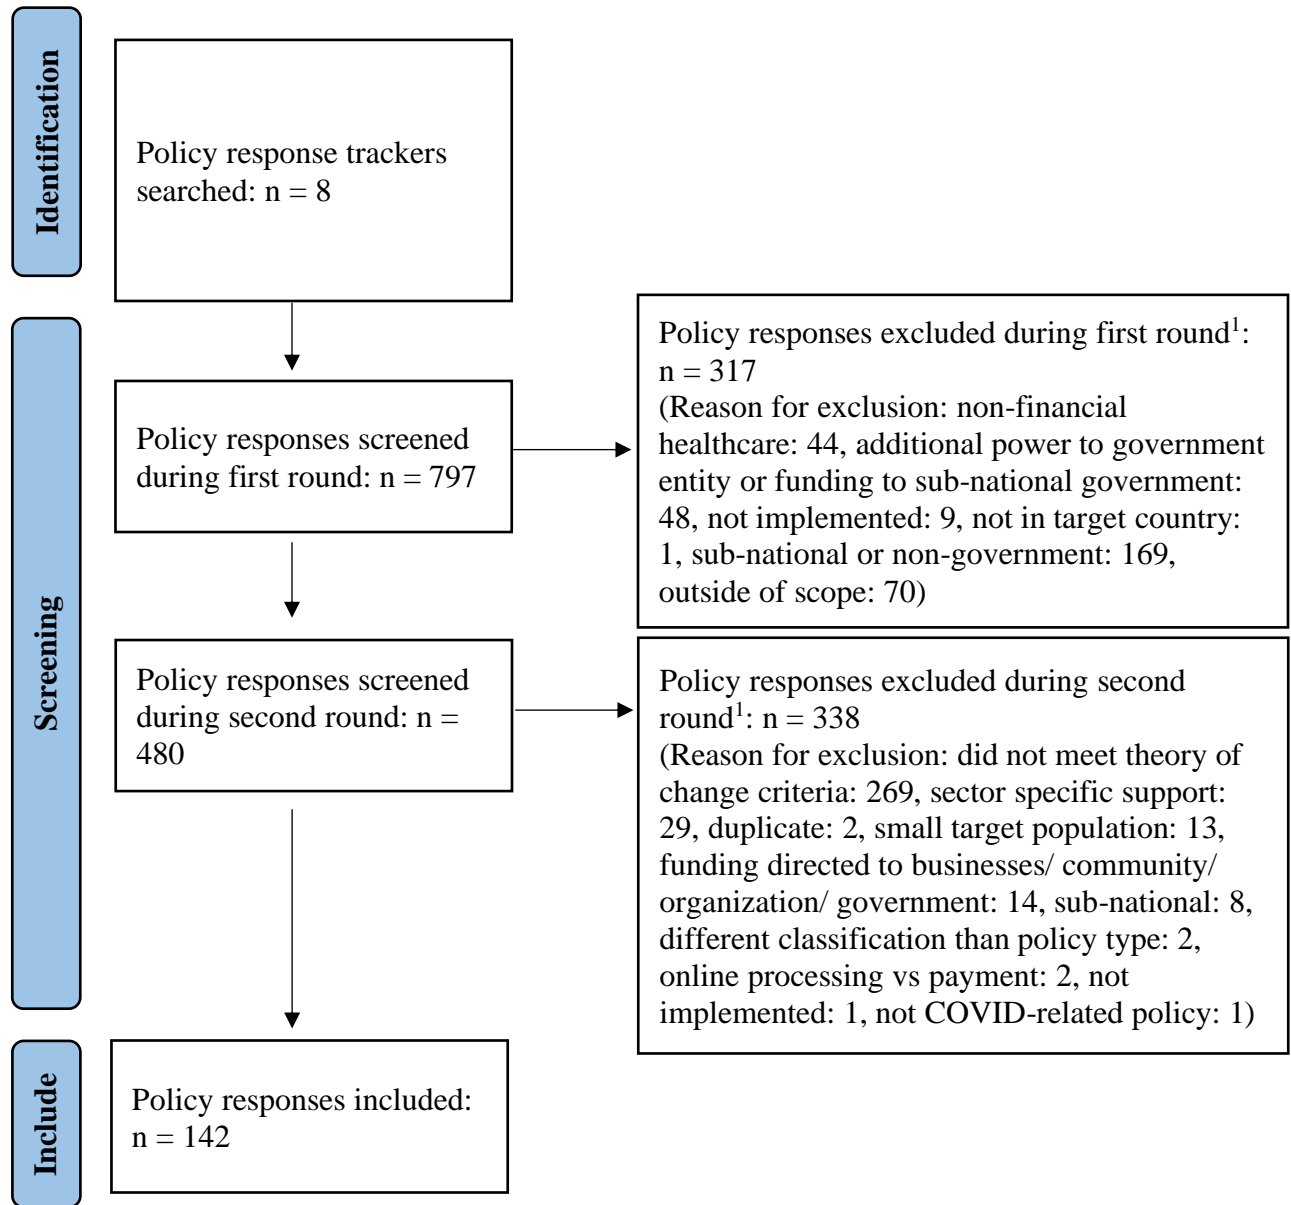 Identification
Policy response trackers
searched: n = 8
Screening
Policy responses screened
during first round: n = 797
Policy responses excluded during first round¹:
n = 317
(Reason for exclusion: non-financial
healthcare: 44, additional power to government
entity or funding to sub-national government:
48, not implemented: 9, not in target country:
1, sub-national or non-government: 169,
outside of scope: 70)
Policy responses screened
during second round: n =
480
Policy responses excluded during second
round¹: n = 338
(Reason for exclusion: did not meet theory of
change criteria: 269, sector specific support:
29, duplicate: 2, small target population: 13,
funding directed to businesses/ community/
organization/ government: 14, sub-national: 8,
different classification than policy type: 2,
online processing vs payment: 2, not
implemented: 1, not COVID-related policy: 1)
Include
Policy responses included:
n = 142